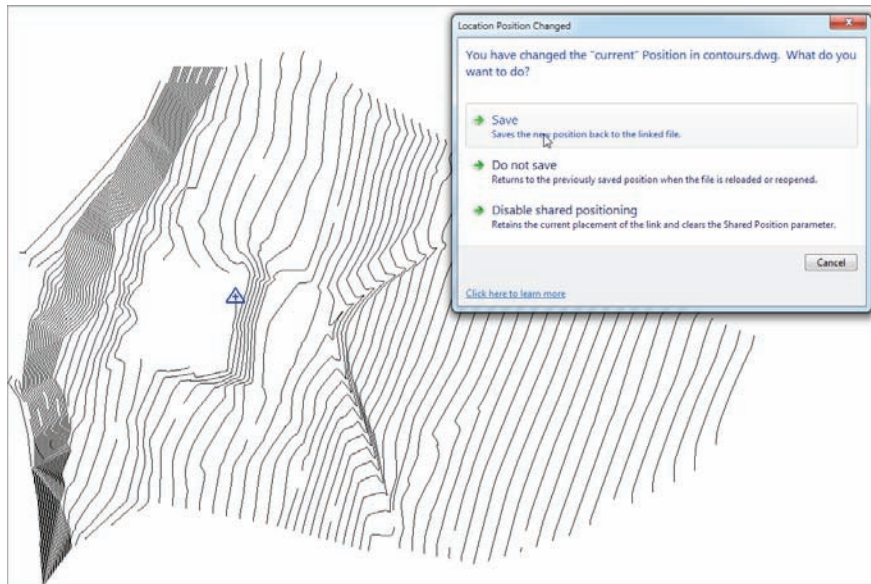 Location Position Changed
You have changed the "current" Position in contours.dwg. What do you
want to do?
Save
Saves the new position back to the linked file.
Do not save
Returns to the previously saved position when the file is reloaded or reopened.
Disable shared positioning
Retains the current placement of the link and clears the Shared Position parameter.
Cancel
Click here to learn more